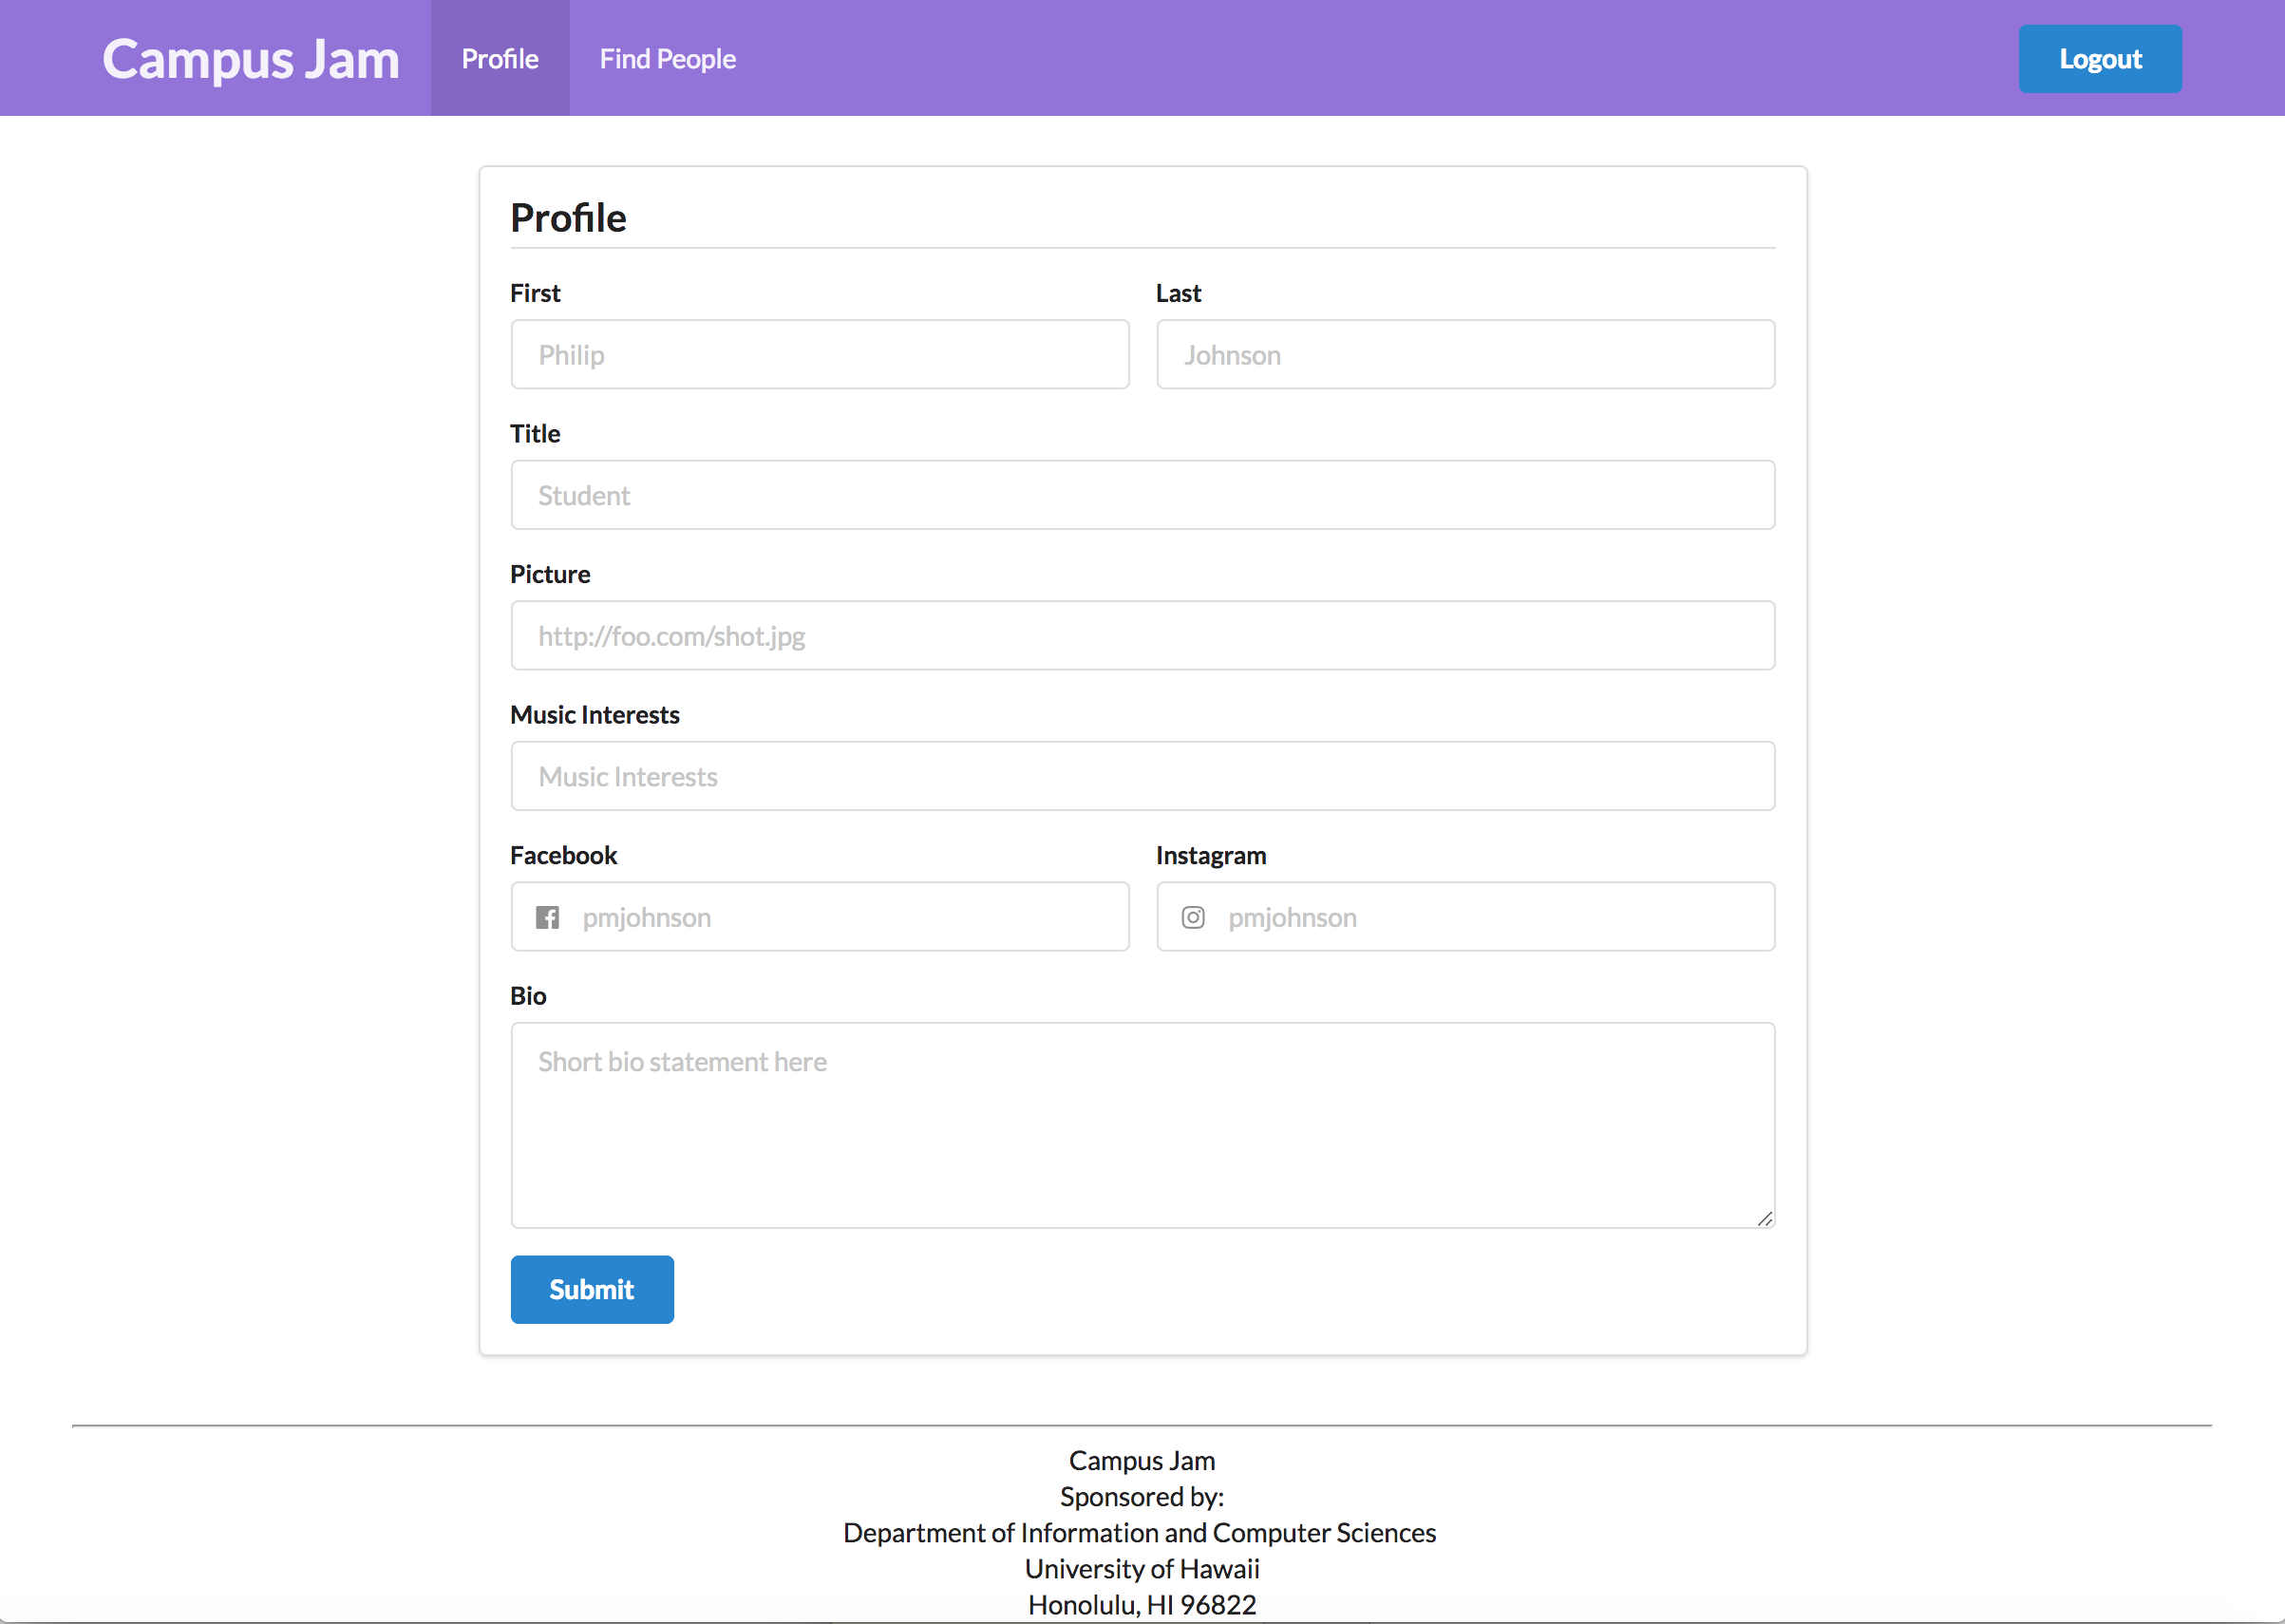 Campus Jam Profile Find People Logout
Profile
First Last
Philip Johnson
Title
Student
Picture
http://foo.com/shot.jpg
Music Interests
Music Interests
Facebook Instagram
pmjohnson pmjohnson
Bio
Short bio statement here
Submit
Campus Jam
Sponsored by:
Department of Information and Computer Sciences
University of Hawaii
Honolulu, HI 96822